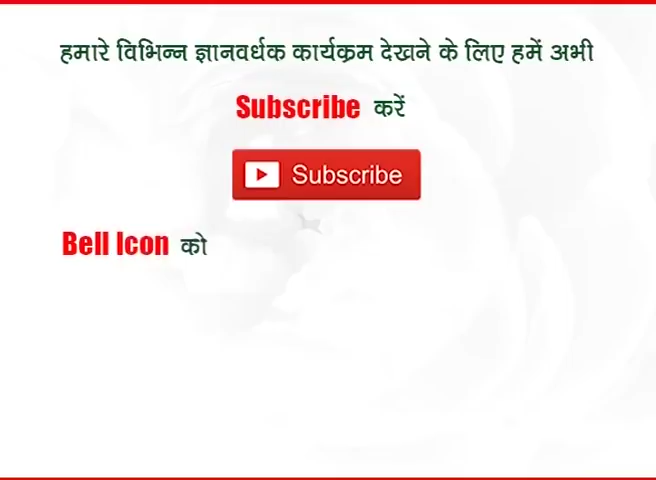 हमारे विभिन्न ज्ञानवर्धक कार्यक्रम देखने के लिए हमें अभी
Subscribe करें
Subscribe
Bell Icon को